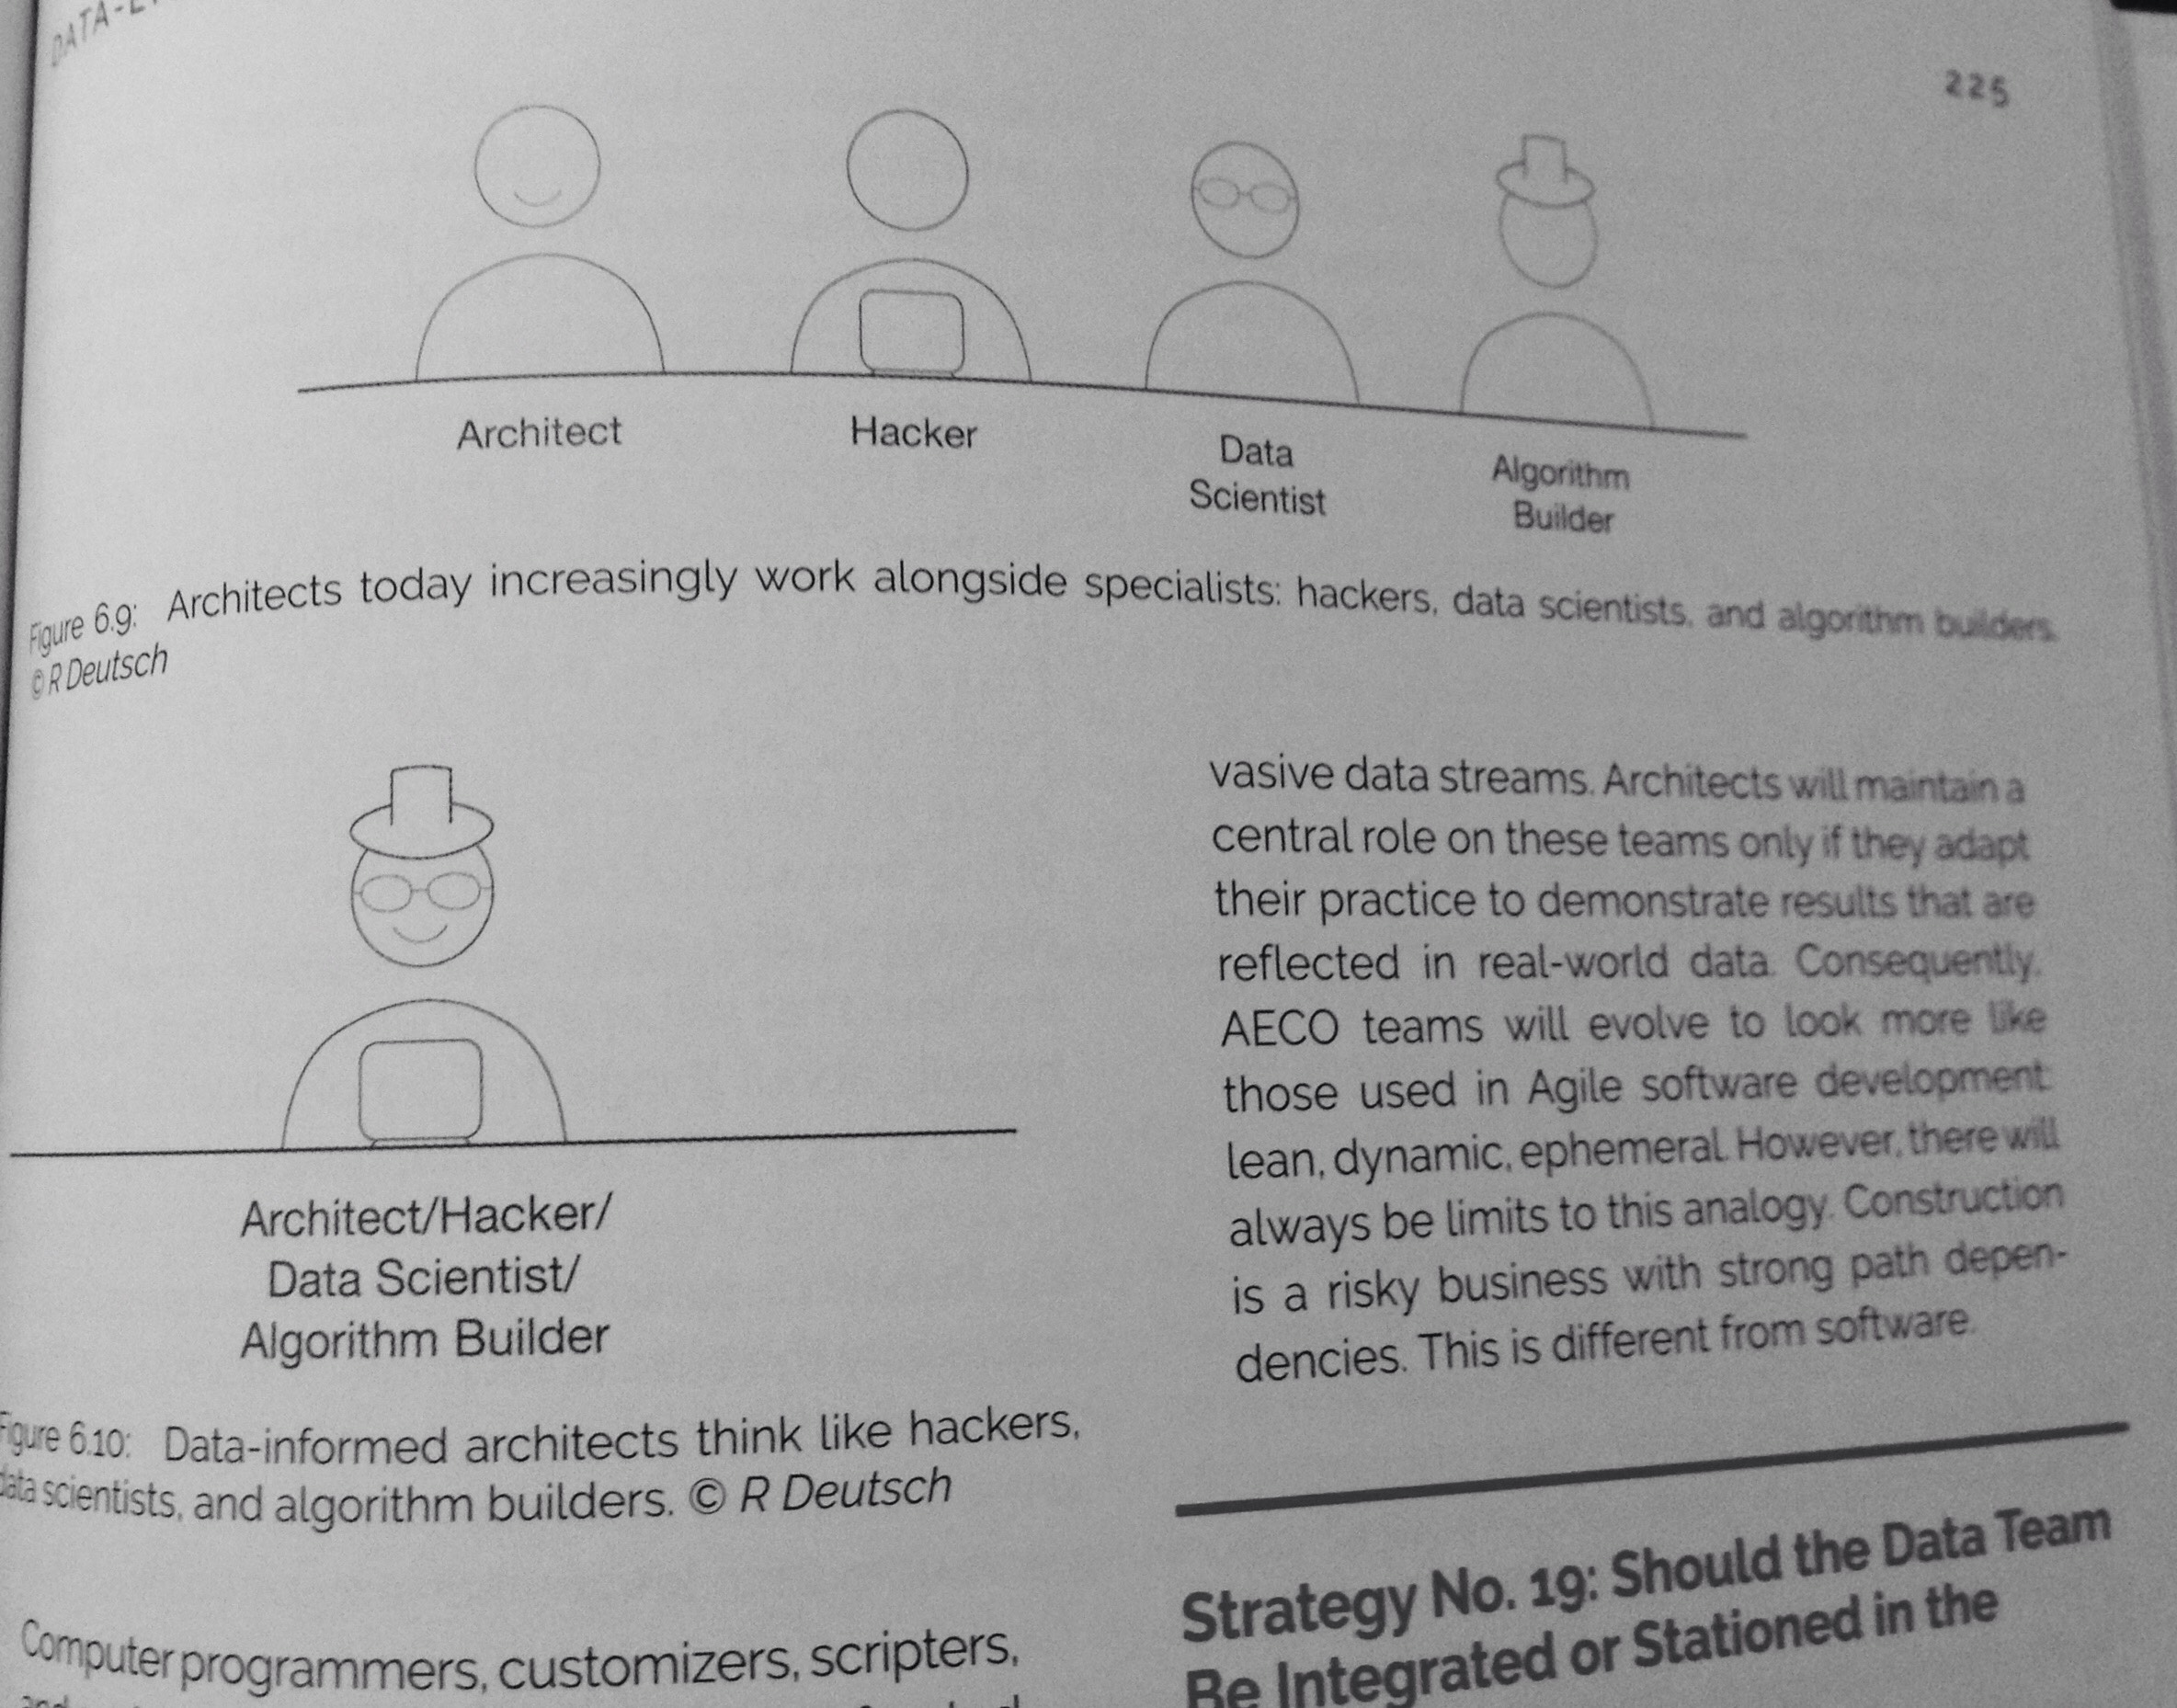 225
Architect
Hacker
Data
Scientist
Algorithm
Builder
Figure 6.9: Architects today increasingly work alongside specialists: hackers, data scientists, and algorithm builders.
© R Deutsch
Architect/Hacker/
Data Scientist/
Algorithm Builder
Figure 6.10: Data-informed architects think like hackers,
data scientists, and algorithm builders. © R Deutsch
Computer programmers, customizers, scripters,
vasive data streams. Architects will maintain a
central role on these teams only if they adapt
their practice to demonstrate results that are
reflected in real-world data. Consequently,
AECO teams will evolve to look more like
those used in Agile software development:
lean, dynamic, ephemeral. However, there will
always be limits to this analogy. Construction
is a risky business with strong path depen-
dencies. This is different from software.
Strategy No. 19: Should the Data Team
Be Integrated or Stationed in the